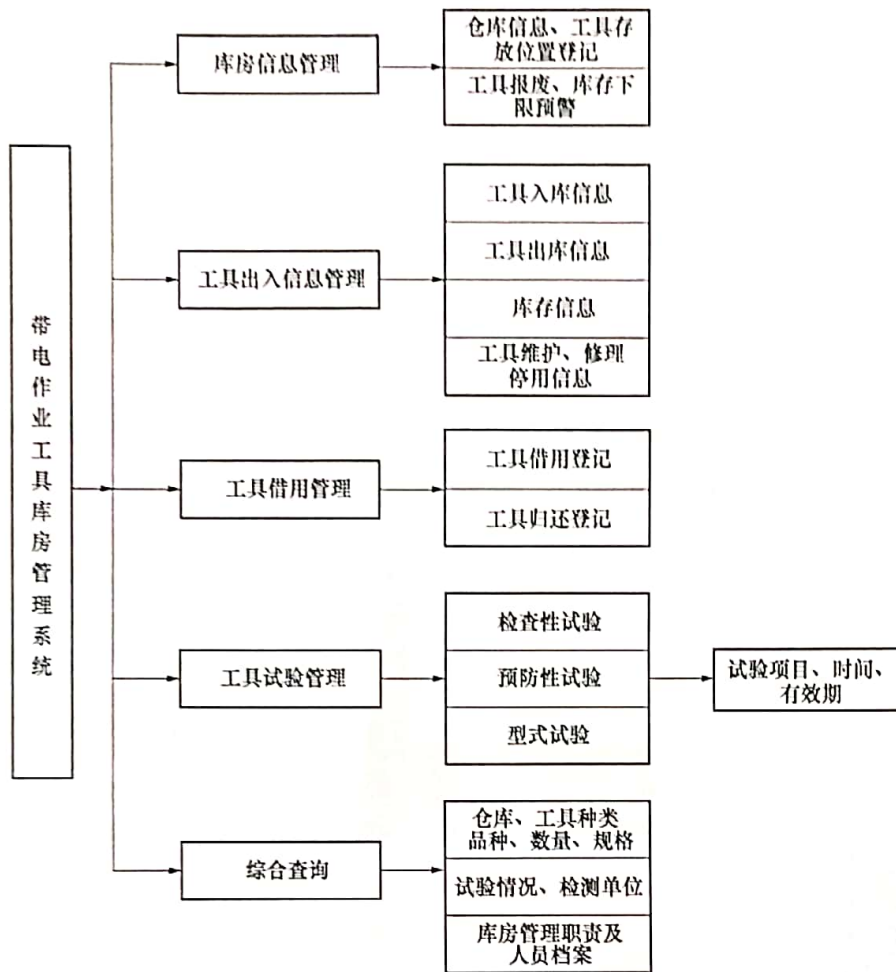 带电作业工具库房管理系统
库房信息管理
仓库信息、工具存
放位置登记
工具报废、库存下
限预警
工具出入信息管理
工具入库信息
工具出库信息
库存信息
工具维护、修理
停用信息
工具借用管理
工具借用登记
工具归还登记
工具试验管理
检查性试验
预防性试验
型式试验
试验项目、时间、
有效期
综合查询
仓库、工具种类
品种、数量、规格
试验情况、检测单位
库房管理职责及
人员档案